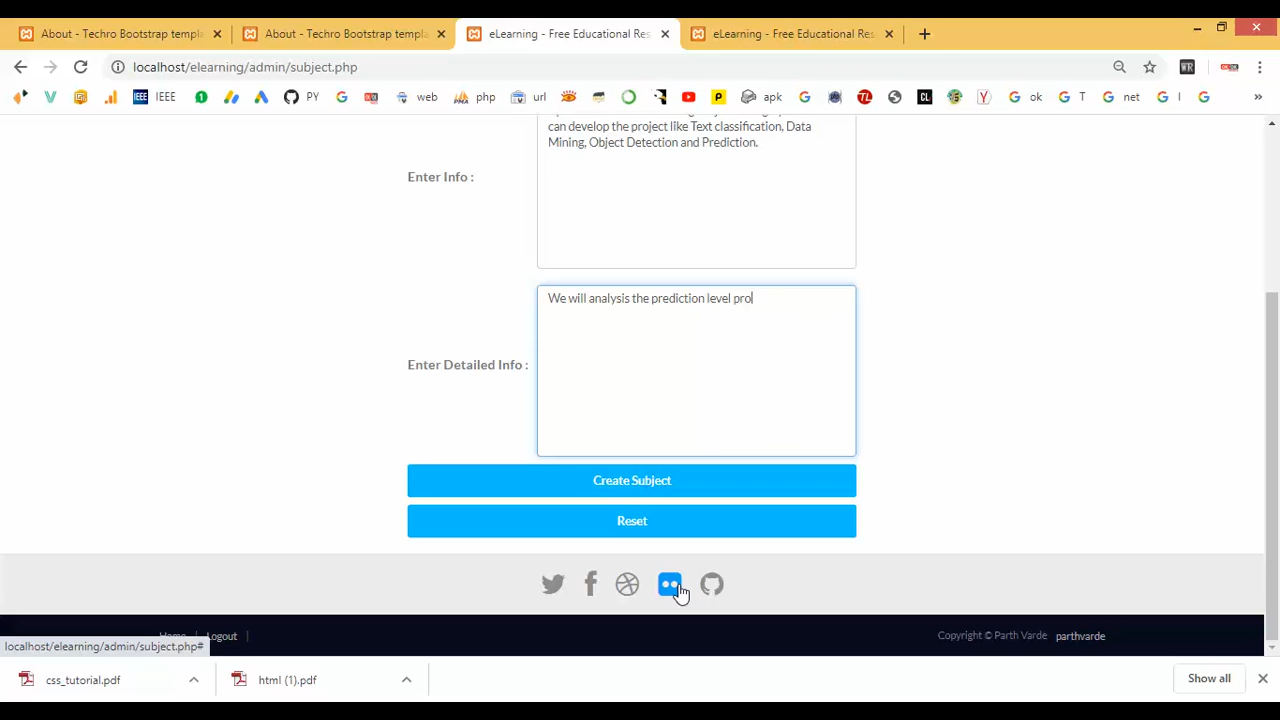 About - Techro Bootstrap templ
About - Techro Bootstrap templ
eLearning - Free Educational Res
eLearning - Free Educational Res
localhost/elearning/admin/subject.php
IEEE
PY
web
php
url
apk
ok
T
net
I
can develop the project like Text classification, Data
Mining, Object Detection and Prediction.
Enter Info :
We will analysis the prediction level pro
Enter Detailed Info :
Create Subject
Reset
Home | Logout |
Copyright © Parth Varde parthvarde
localhost/elearning/admin/subject.php#
css_tutorial.pdf
html (1).pdf
Show all